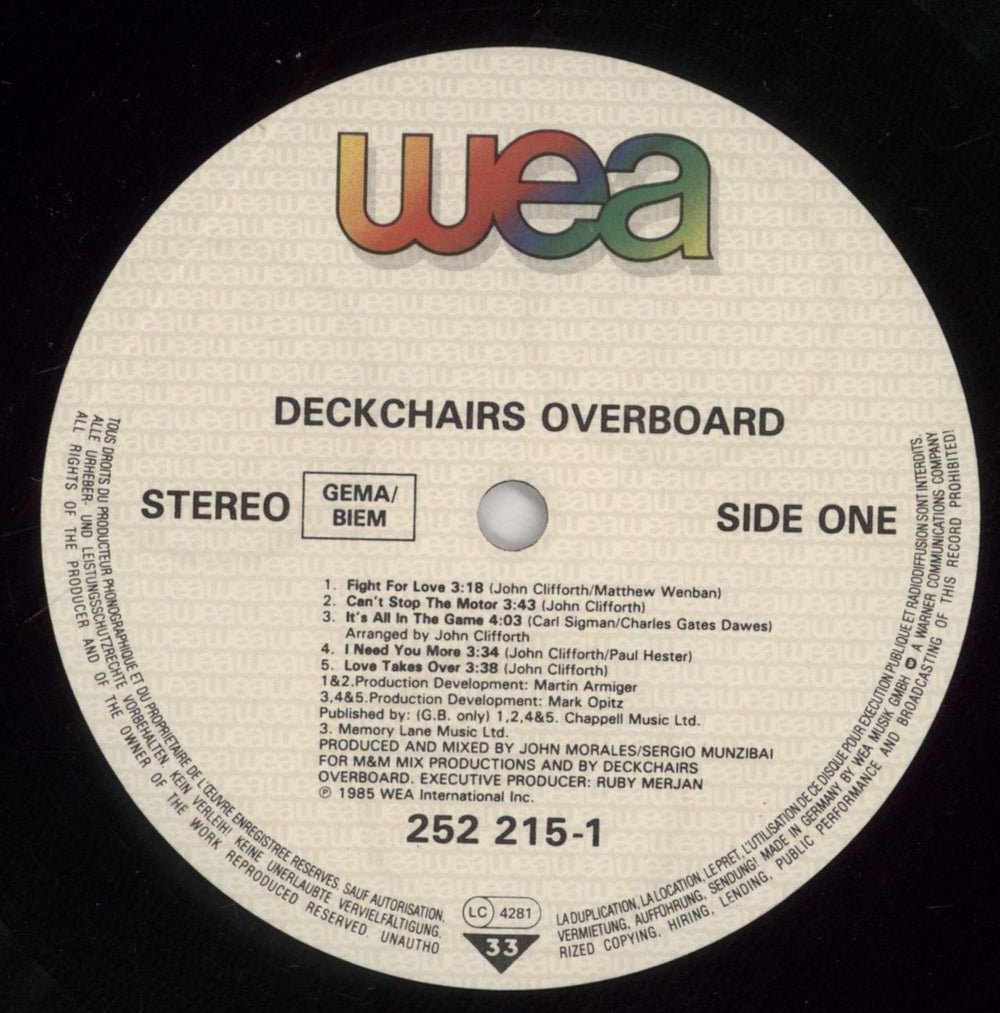 wea
DECKCHAIRS OVERBOARD
STEREO
GEMA/
BIEM
SIDE ONE
1. Fight For Love 3:18 (John Clifforth/Matthew Wenban)
2. Can't Stop The Motor 3:43 (John Clifforth)
3. It's All In The Game 4:03 (Carl Sigman/Charles Gates Dawes)
Arranged by John Clifforth
4. I Need You More 3:34 (John Clifforth/Paul Hester)
5. Love Takes Over 3:38 (John Clifforth)
1&2.Production Development: Martin Armiger
3,4&5.Production Development: Mark Opitz
Published by: (G.B. only) 1,2,4&5. Chappell Music Ltd.
3. Memory Lane Music Ltd.
PRODUCED AND MIXED BY JOHN MORALES/SERGIO MUNZIBAI
FOR M&M MIX PRODUCTIONS AND BY DECKCHAIRS
OVERBOARD. EXECUTIVE PRODUCER: RUBY MERJAN
℗ 1985 WEA International Inc.
252 215-1
LC 4281
33
TOUS DROITS DU PRODUCTEUR PHONOGRAPHIQUE ET DU PROPRIETAIRE DE L'ŒUVRE ENREGISTREE RESERVES. SAUF AUTORISATION,
LA DUPLICATION, LA LOCATION, LE PRET, L'UTILISATION DE CE DISQUE POUR EXECUTION PUBLIQUE ET RADIODIFFUSION SONT INTERDITS.
ALLE URHEBER- UND LEISTUNGSSCHUTZRECHTE VORBEHALTEN. KEIN VERLEIH! KEINE UNERLAUBTE VERVIELFÄLTIGUNG,
VERMIETUNG, AUFFÜHRUNG, SENDUNG! MADE IN GERMANY BY WEA MUSIK GMBH A WARNER COMMUNICATIONS COMPANY
ALL RIGHTS OF THE PRODUCER AND OF THE OWNER OF THE WORK REPRODUCED RESERVED. UNAUTHO
RIZED COPYING, HIRING, LENDING, PUBLIC PERFORMANCE AND BROADCASTING OF THIS RECORD PROHIBITED!